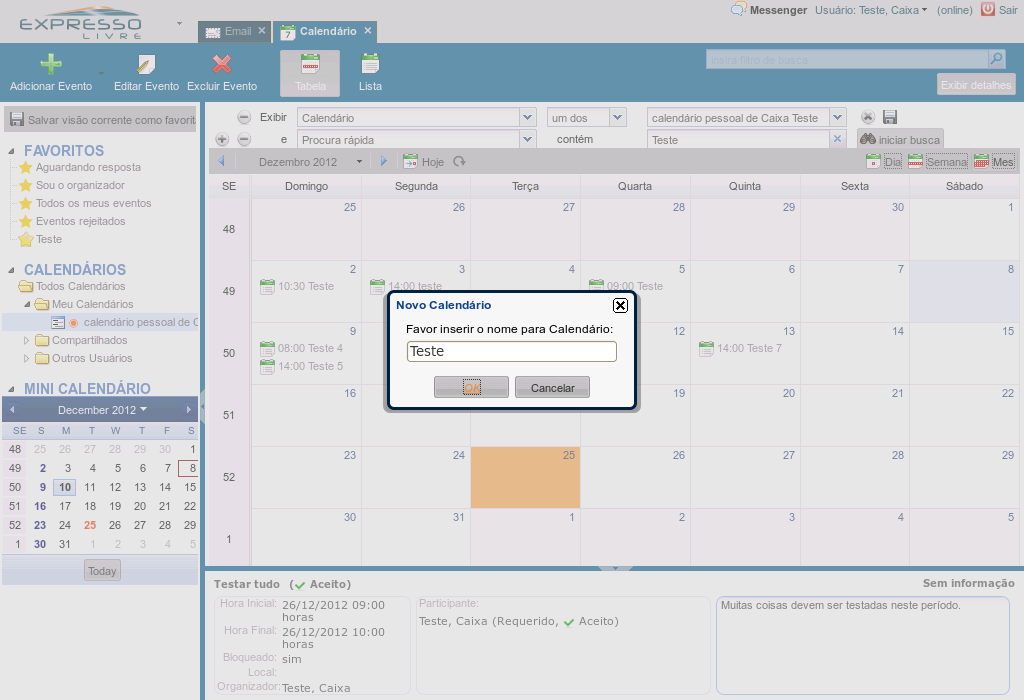 EXPRESSO
LIVRE
Email
Calendário
Messenger Usuário: Teste, Caixa (online) Sair
Adicionar Evento
Editar Evento
Excluir Evento
Tabela
Lista
Insira filtro de busca
Exibir detalhes
Salvar visão corrente como favorit
FAVORITOS
Aguardando resposta
Sou o organizador
Todos os meus eventos
Eventos rejeitados
Teste
CALENDÁRIOS
Todos Calendários
Meu Calendários
calendário pessoal de C
Compartilhados
Outros Usuários
MINI CALENDÁRIO
December 2012
SE S M T W T F S
48 25 26 27 28 29 30 1
49 2 3 4 5 6 7 8
50 9 10 11 12 13 14 15
51 16 17 18 19 20 21 22
52 23 24 25 26 27 28 29
1 30 31 1 2 3 4 5
Today
Exibir Calendário um dos calendário pessoal de Caixa Teste
e Procura rápida contém Teste iniciar busca
Dezembro 2012 Hoje 7 Dia Semana Mes
SE Domingo Segunda Terça Quarta Quinta Sexta Sábado
48 25 26 27 28 29 30 1
49 2 3 4 5 6 7 8
10:30 Teste 14:00 teste 09:00 Teste
50 9 12 13 14 15
08:00 Teste 4 14:00 Teste 7
14:00 Teste 5
51 16 19 20 21 22
52 23 24 25 26 27 28 29
1 30 31 1 2 3 4 5
Novo Calendário
Favor inserir o nome para Calendário:
Teste
Ok Cancelar
Testar tudo ( Aceito)
Sem informação
Hora Inicial: 26/12/2012 09:00
horas
Hora Final: 26/12/2012 10:00
horas
Bloqueado: sim
Local:
Organizador: Teste, Caixa
Participante:
Teste, Caixa (Requerido, Aceito)
Muitas coisas devem ser testadas neste período.